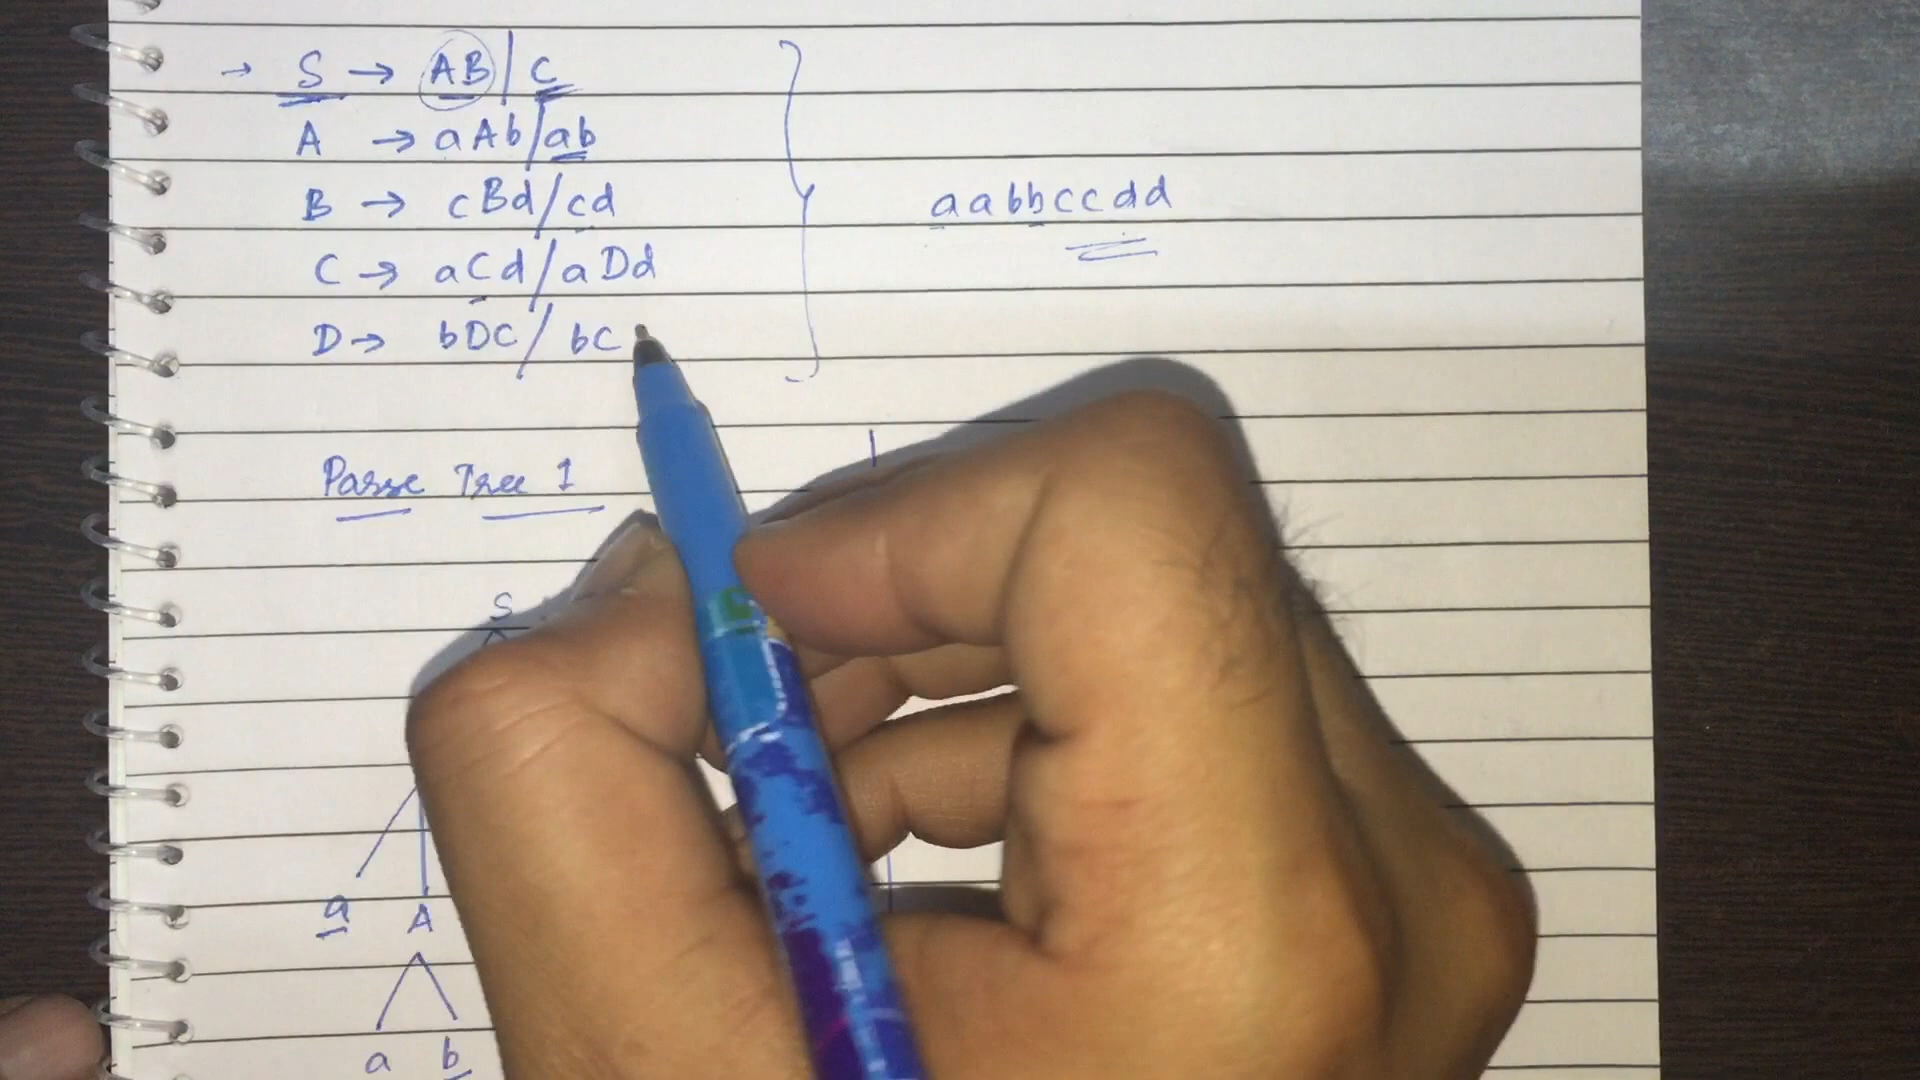 → S → AB | C
A → aAb / ab
B → cBd / cd
aabbccdd
C → aCd / aDd
D → bDC / bC
Parse Tree 1
S
a A
a b